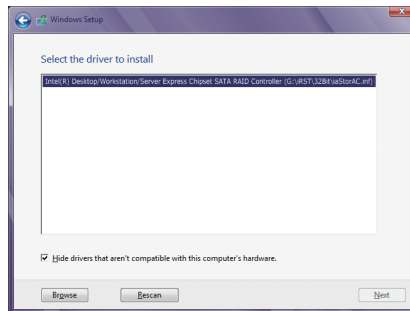 Windows Setup
Select the driver to install
Intel(R) Desktop/Workstation/Server Express Chipset SATA RAID Controller (G:\RST\32Bit\iaStorAC.inf)
Hide drivers that aren't compatible with this computer's hardware.
Browse
Rescan
Next